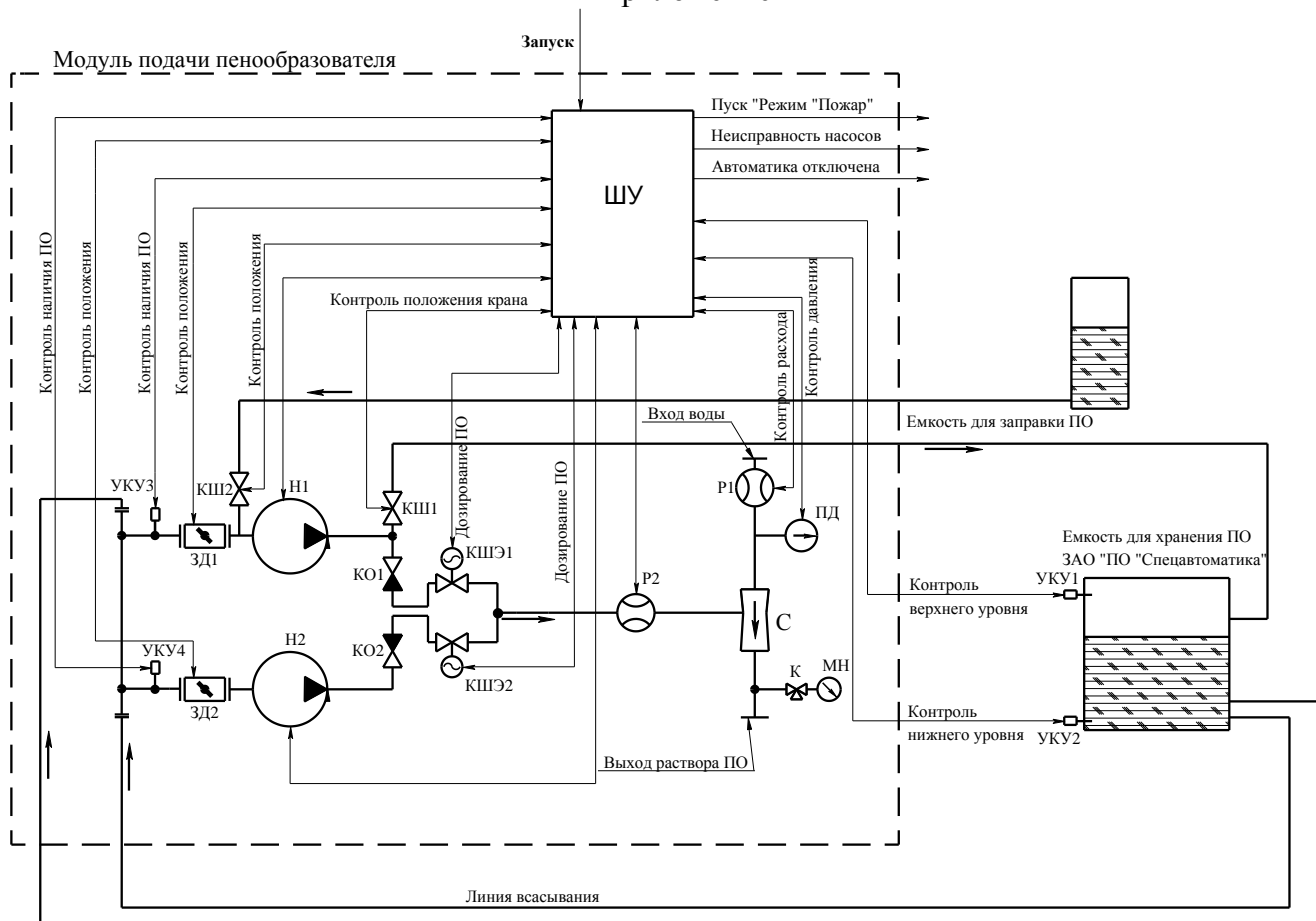 Запуск
Модуль подачи пенообразователя
Пуск "Режим "Пожар"
Неисправность насосов
Автоматика отключена
ШУ
Контроль наличия ПО
Контроль положения
Контроль наличия ПО
Контроль положения
Контроль положения
Контроль положения крана
Контроль расхода
Контроль давления
Дозирование ПО
Дозирование ПО
Вход воды
Емкость для заправки ПО
УКУ3
КШ2
Н1
КШ1
Р1
ПД
ЗД1
КО1
КШЭ1
Р2
Емкость для хранения ПО
ЗАО "ПО "Спецавтоматика"
УКУ1
Контроль
верхнего уровня
С
УКУ4
Н2
КО2
КШЭ2
К
МН
ЗД2
Контроль
нижнего уровня
УКУ2
Выход раствора ПО
Линия всасывания